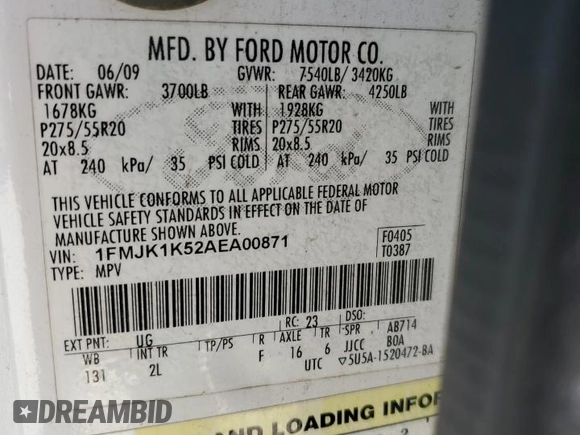 MFD. BY FORD MOTOR CO.
DATE: 06/09 GVWR: 7540LB/ 3420KG
FRONT GAWR: 3700LB REAR GAWR: 4250LB
1678KG WITH 1928KG WITH
P275/55R20 TIRES P275/55R20 TIRES
20x8.5 RIMS 20x8.5 RIMS
AT 240 kPa/ 35 PSI COLD AT 240 kPa/ 35 PSI COLD
THIS VEHICLE CONFORMS TO ALL APPLICABLE FEDERAL MOTOR
VEHICLE SAFETY STANDARDS IN EFFECT ON THE DATE OF
MANUFACTURE SHOWN ABOVE.
VIN: 1FMJK1K52AEA00871 F0405
TYPE: MPV T0387
EXT PNT: UG RC: 23 DSO:
WB INT TR TP/PS R AXLE TR SPR AB714
131 2L F 16 6 JJCC BOA
UTC ▽5U5A-1520472-BA
AND LOADING INFOR
DREAMBID